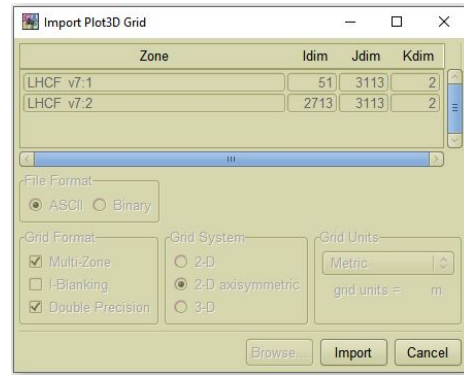 Import Plot3D Grid
Zone Idim Jdim Kdim
LHCF v7:1 51 3113 2
LHCF v7:2 2713 3113 2
File Format
ASCII Binary
Grid Format
Multi-Zone
I-Blanking
Double Precision
Grid System
2-D
2-D axisymmetric
3-D
Grid Units
Metric
grid units = m
Browse... Import Cancel